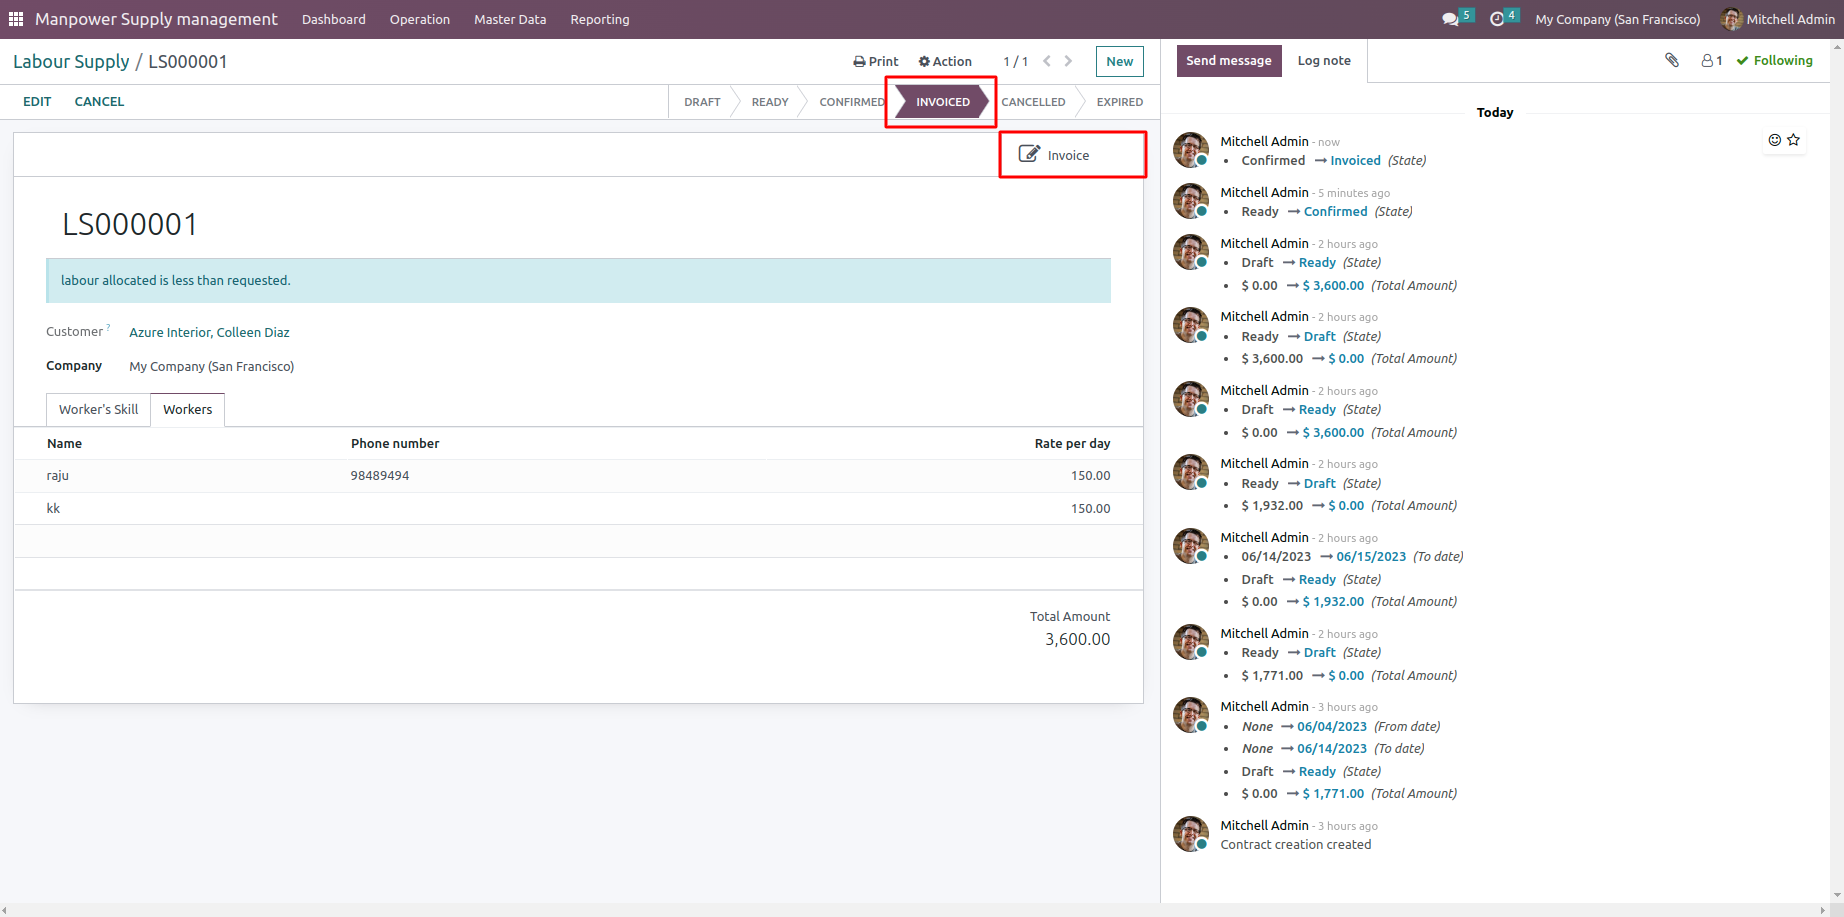 Manpower Supply management Dashboard Operation Master Data Reporting 5 4 My Company (San Francisco) Mitchell Admin
Labour Supply / LS000001 Print Action 1 / 1 New
EDIT CANCEL DRAFT READY CONFIRMED INVOICED CANCELLED EXPIRED
Invoice
LS000001
labour allocated is less than requested.
Customer ? Azure Interior, Colleen Diaz
Company My Company (San Francisco)
Worker's Skill Workers
Name Phone number Rate per day
raju 98489494 150.00
kk 150.00
Total Amount
3,600.00
Send message Log note 1 Following
Today
Mitchell Admin - now
• Confirmed → Invoiced (State)
Mitchell Admin - 5 minutes ago
• Ready → Confirmed (State)
Mitchell Admin - 2 hours ago
• Draft → Ready (State)
• $ 0.00 → $ 3,600.00 (Total Amount)
Mitchell Admin - 2 hours ago
• Ready → Draft (State)
• $ 3,600.00 → $ 0.00 (Total Amount)
Mitchell Admin - 2 hours ago
• Draft → Ready (State)
• $ 0.00 → $ 3,600.00 (Total Amount)
Mitchell Admin - 2 hours ago
• Ready → Draft (State)
• $ 1,932.00 → $ 0.00 (Total Amount)
Mitchell Admin - 2 hours ago
• 06/14/2023 → 06/15/2023 (To date)
• Draft → Ready (State)
• $ 0.00 → $ 1,932.00 (Total Amount)
Mitchell Admin - 2 hours ago
• Ready → Draft (State)
• $ 1,771.00 → $ 0.00 (Total Amount)
Mitchell Admin - 3 hours ago
• None → 06/04/2023 (From date)
• None → 06/14/2023 (To date)
• Draft → Ready (State)
• $ 0.00 → $ 1,771.00 (Total Amount)
Mitchell Admin - 3 hours ago
Contract creation created